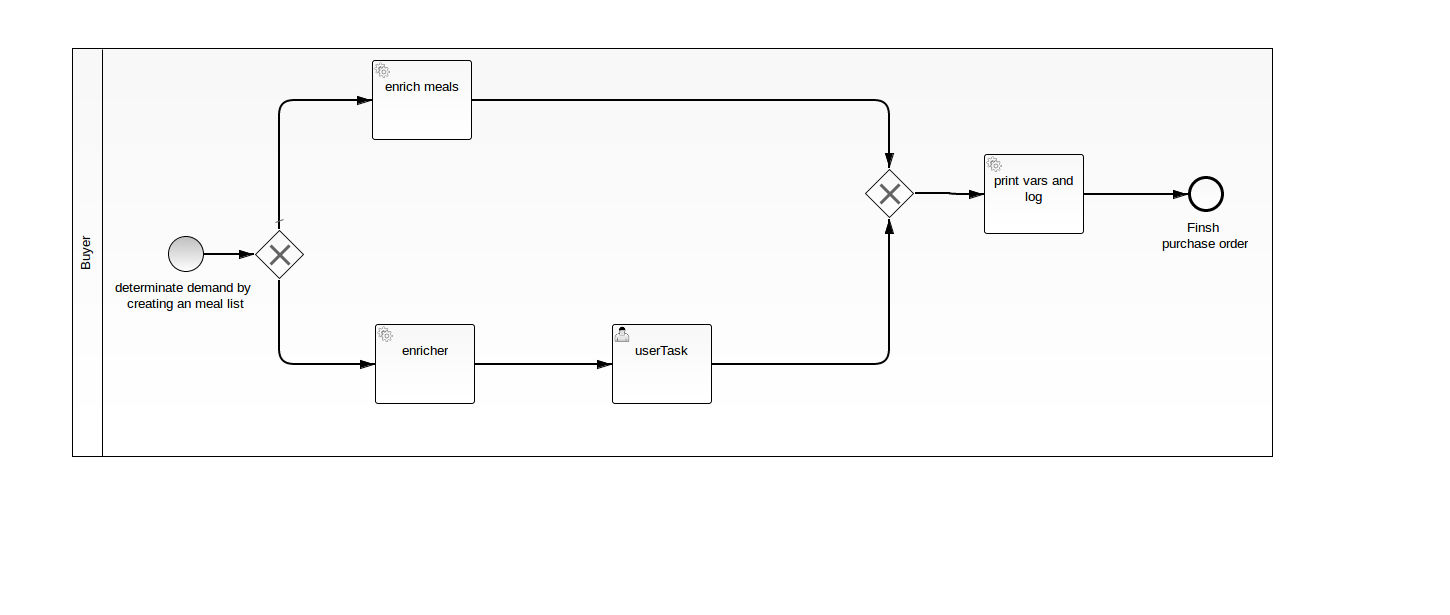 Buyer
determinate demand by
creating an meal list
enrich meals
enricher
userTask
print vars and
log
Finsh
purchase order